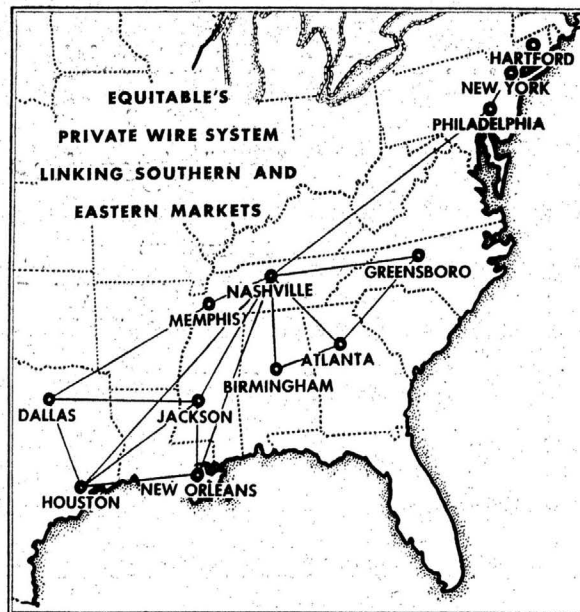 HARTFORD
NEW YORK
PHILADELPHIA
EQUITABLE'S
PRIVATE WIRE SYSTEM
LINKING SOUTHERN AND
EASTERN MARKETS
GREENSBORO
NASHVILLE
MEMPHIS
ATLANTA
BIRMINGHAM
DALLAS
JACKSON
HOUSTON
NEW ORLEANS